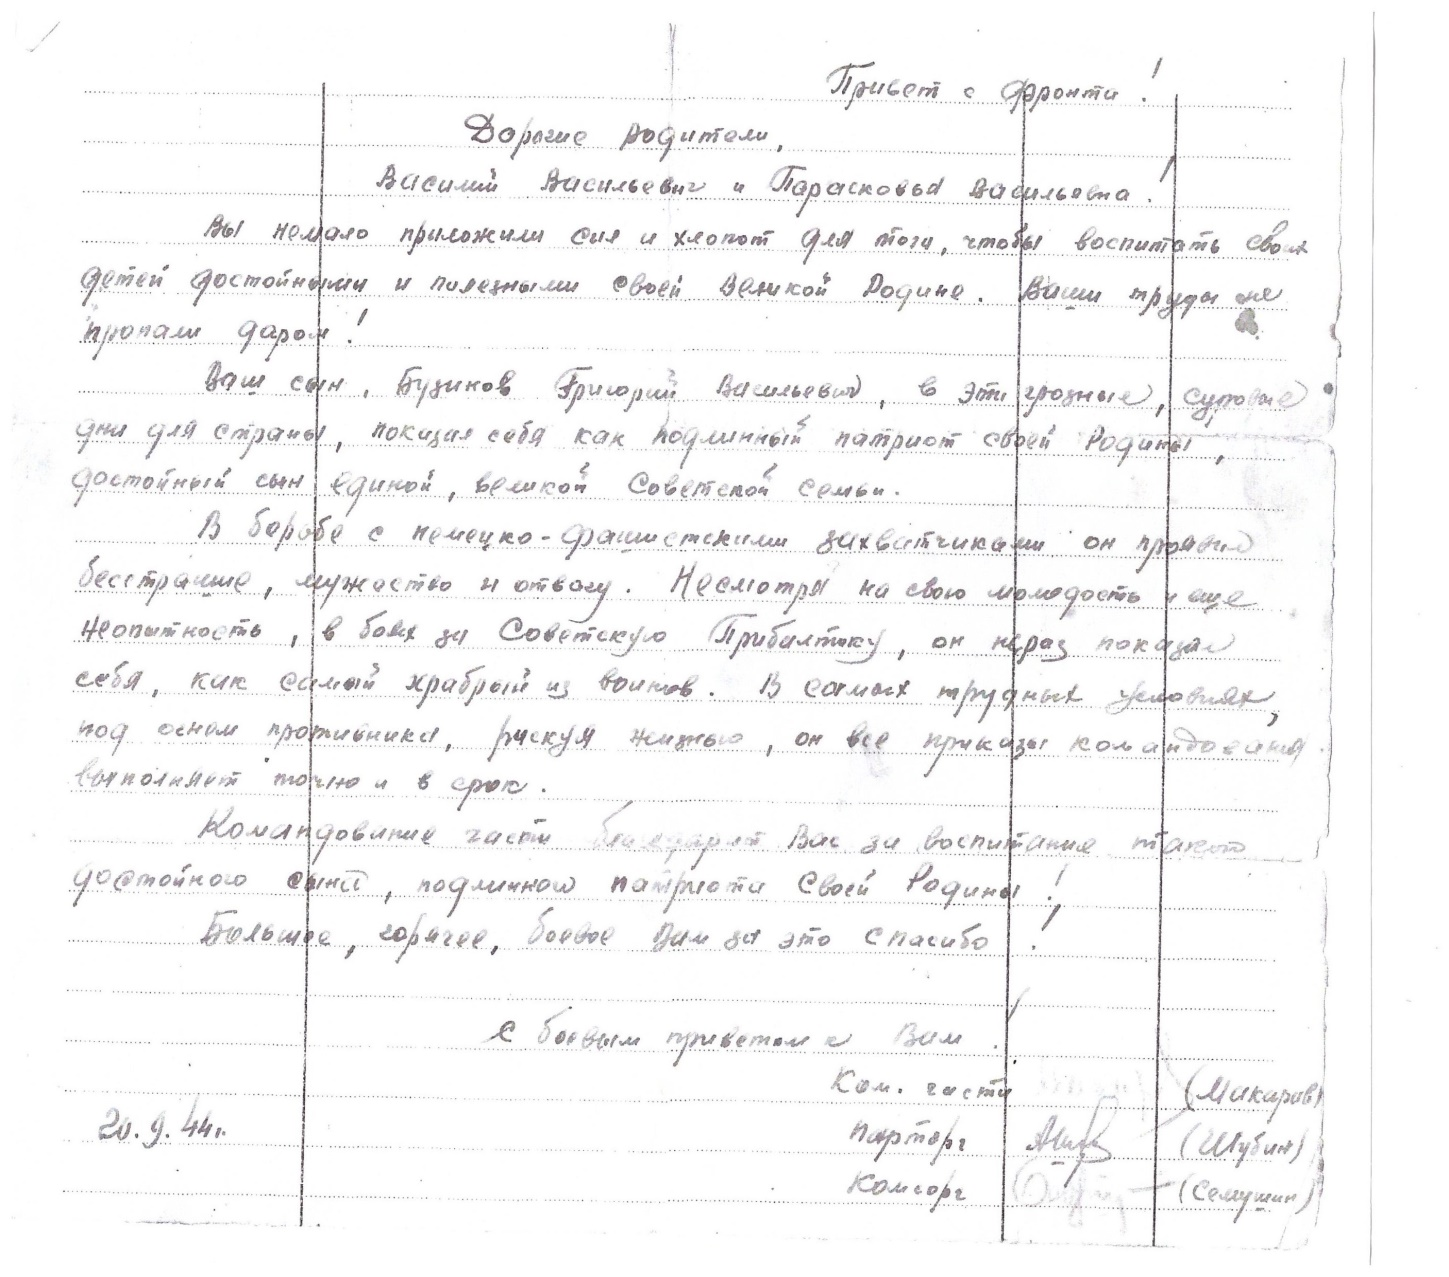 Привет с фронта!
Дорогие родители,
Василий Васильевич и Парасковья Васильевна!
Вы немало приложили сил и хлопот для того, чтобы воспитать своих
детей достойными и полезными своей Великой Родине. Ваши труды не
пропали даром!
Ваш сын, Бузинов Григорий Васильевич, в эти грозные, суровые
дни для страны, показал себя как подлинный патриот своей Родины,
достойный сын единой, великой Советской семьи.
В борьбе с немецко-фашистскими захватчиками он проявил
бесстрашие, мужество и отвагу. Несмотря на свою молодость и еще
неопытность, в боях за Советскую Прибалтику, он нераз показал
себя, как самый храбрый из воинов. В самых трудных условиях,
под огнем противника, рискуя жизнью, он все приказы командования
выполняет точно и в срок.
Командование части благодарит Вас за воспитание такого
достойного сына, подлинного патриота своей Родины!
Большое, горячее, боевое Вам за это спасибо!
С боевым приветом к Вам!
Ком. части (Макаров)
20.9.44г. Парторг (Шубин)
Комсорг (Семушин)